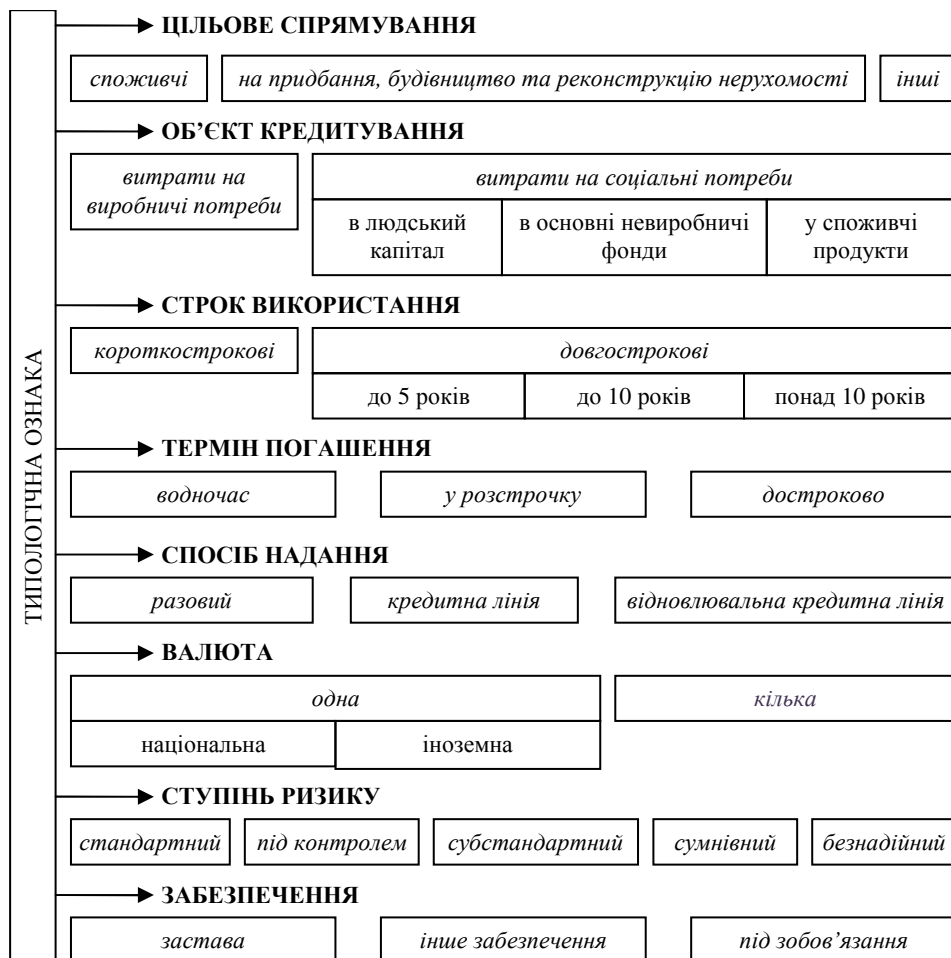 ТИПОЛОГІЧНА ОЗНАКА
ЦІЛЬОВЕ СПРЯМУВАННЯ
споживчі
на придбання, будівництво та реконструкцію нерухомості
інші
ОБ’ЄКТ КРЕДИТУВАННЯ
витрати на
виробничі потреби
витрати на соціальні потреби
в людський
капітал
в основні невиробничі
фонди
у споживчі
продукти
СТРОК ВИКОРИСТАННЯ
короткострокові
довгострокові
до 5 років
до 10 років
понад 10 років
ТЕРМІН ПОГАШЕННЯ
водночас
у розстрочку
достроково
СПОСІБ НАДАННЯ
разовий
кредитна лінія
відновлювальна кредитна лінія
ВАЛЮТА
одна
кілька
національна
іноземна
СТУПІНЬ РИЗИКУ
стандартний
під контролем
субстандартний
сумнівний
безнадійний
ЗАБЕЗПЕЧЕННЯ
застава
інше забезпечення
під зобов’язання